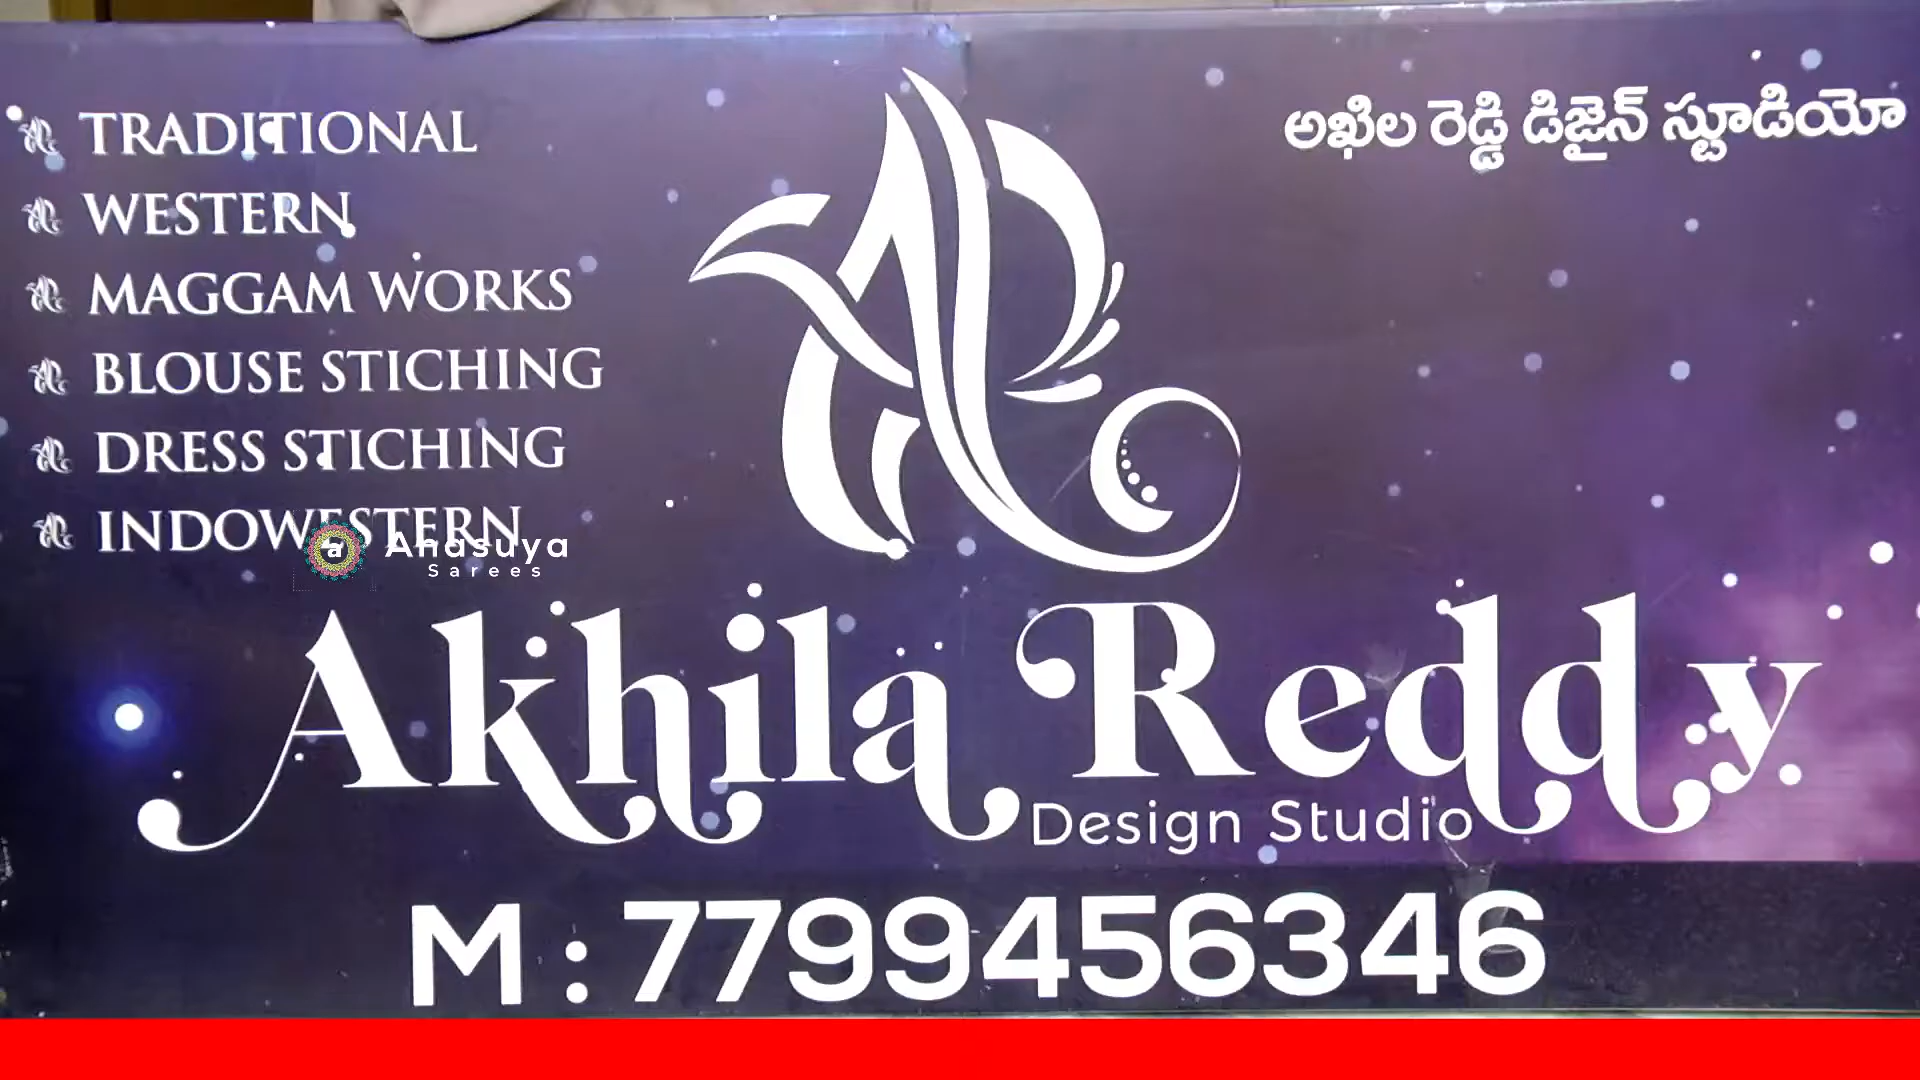 TRADITIONAL
WESTERN
MAGGAM WORKS
BLOUSE STICHING
DRESS STICHING
INDOWESTERN
Anasuya
Sarees
అఖిల రెడ్డి డిజైన్ స్టూడియో
Akhila Reddy
Design Studio
M : 7799456346